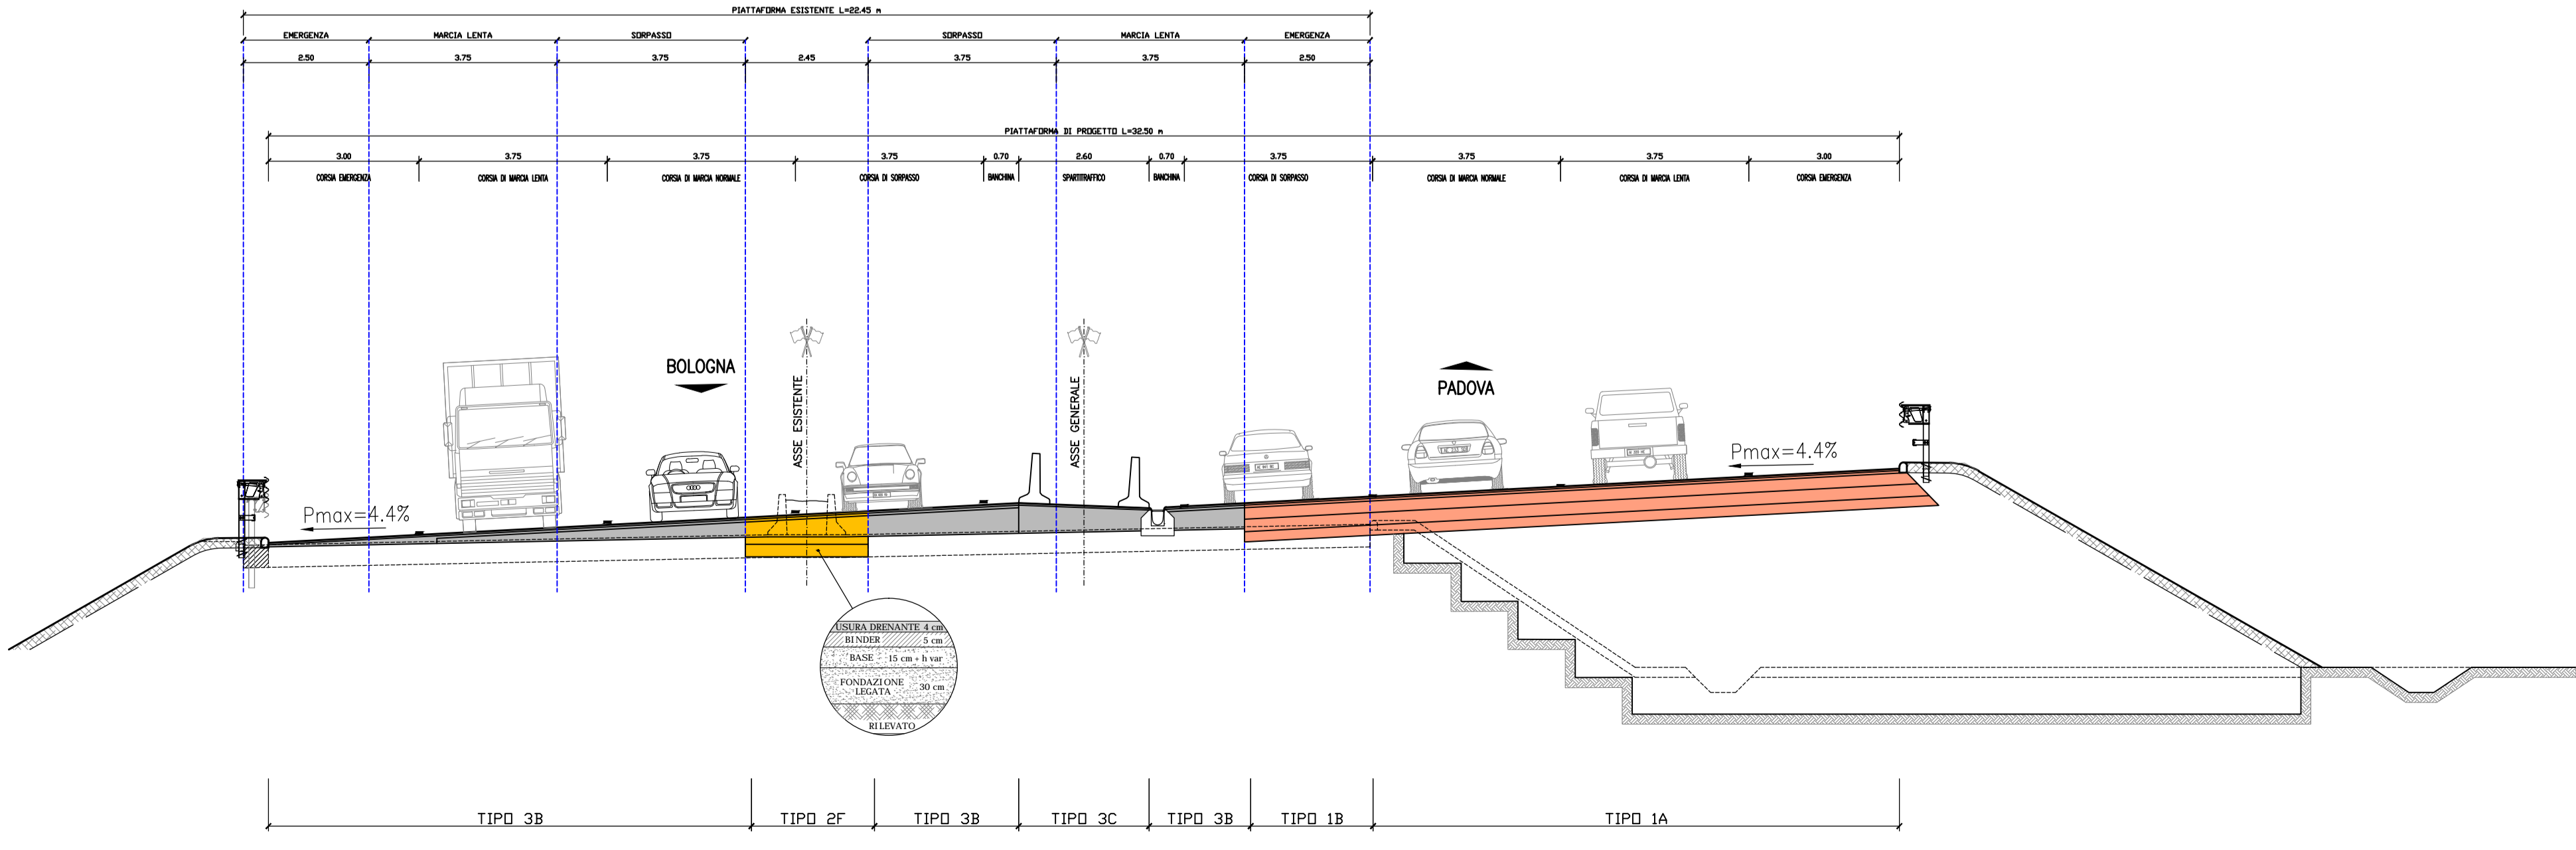 PIATTAFORMA ESISTENTE L=22.45 m
EMERGENZA MARCIA LENTA SORPASSO SORPASSO MARCIA LENTA EMERGENZA
2.50 3.75 3.75 2.45 3.75 3.75 2.50
PIATTAFORMA DI PROGETTO L=32.50 m
3.00 3.75 3.75 3.75 0.70 2.60 0.70 3.75 3.75 3.75 3.00
CORSIA EMERGENZA CORSIA DI MARCIA LENTA CORSIA DI MARCIA NORMALE CORSIA DI SORPASSO BANCHINA SPARTITRAFFICO BANCHINA CORSIA DI SORPASSO CORSIA DI MARCIA NORMALE CORSIA DI MARCIA LENTA CORSIA EMERGENZA
BOLOGNA
PADOVA
ASSE ESISTENTE
ASSE GENERALE
Pmax=4.4%
Pmax=4.4%
USURA DRENANTE 4 cm
BINDER 5 cm
BASE 15 cm + h var
FONDAZIONE
LEGATA 30 cm
RILEVATO
TIPO 3B TIPO 2F TIPO 3B TIPO 3C TIPO 3B TIPO 1B TIPO 1A